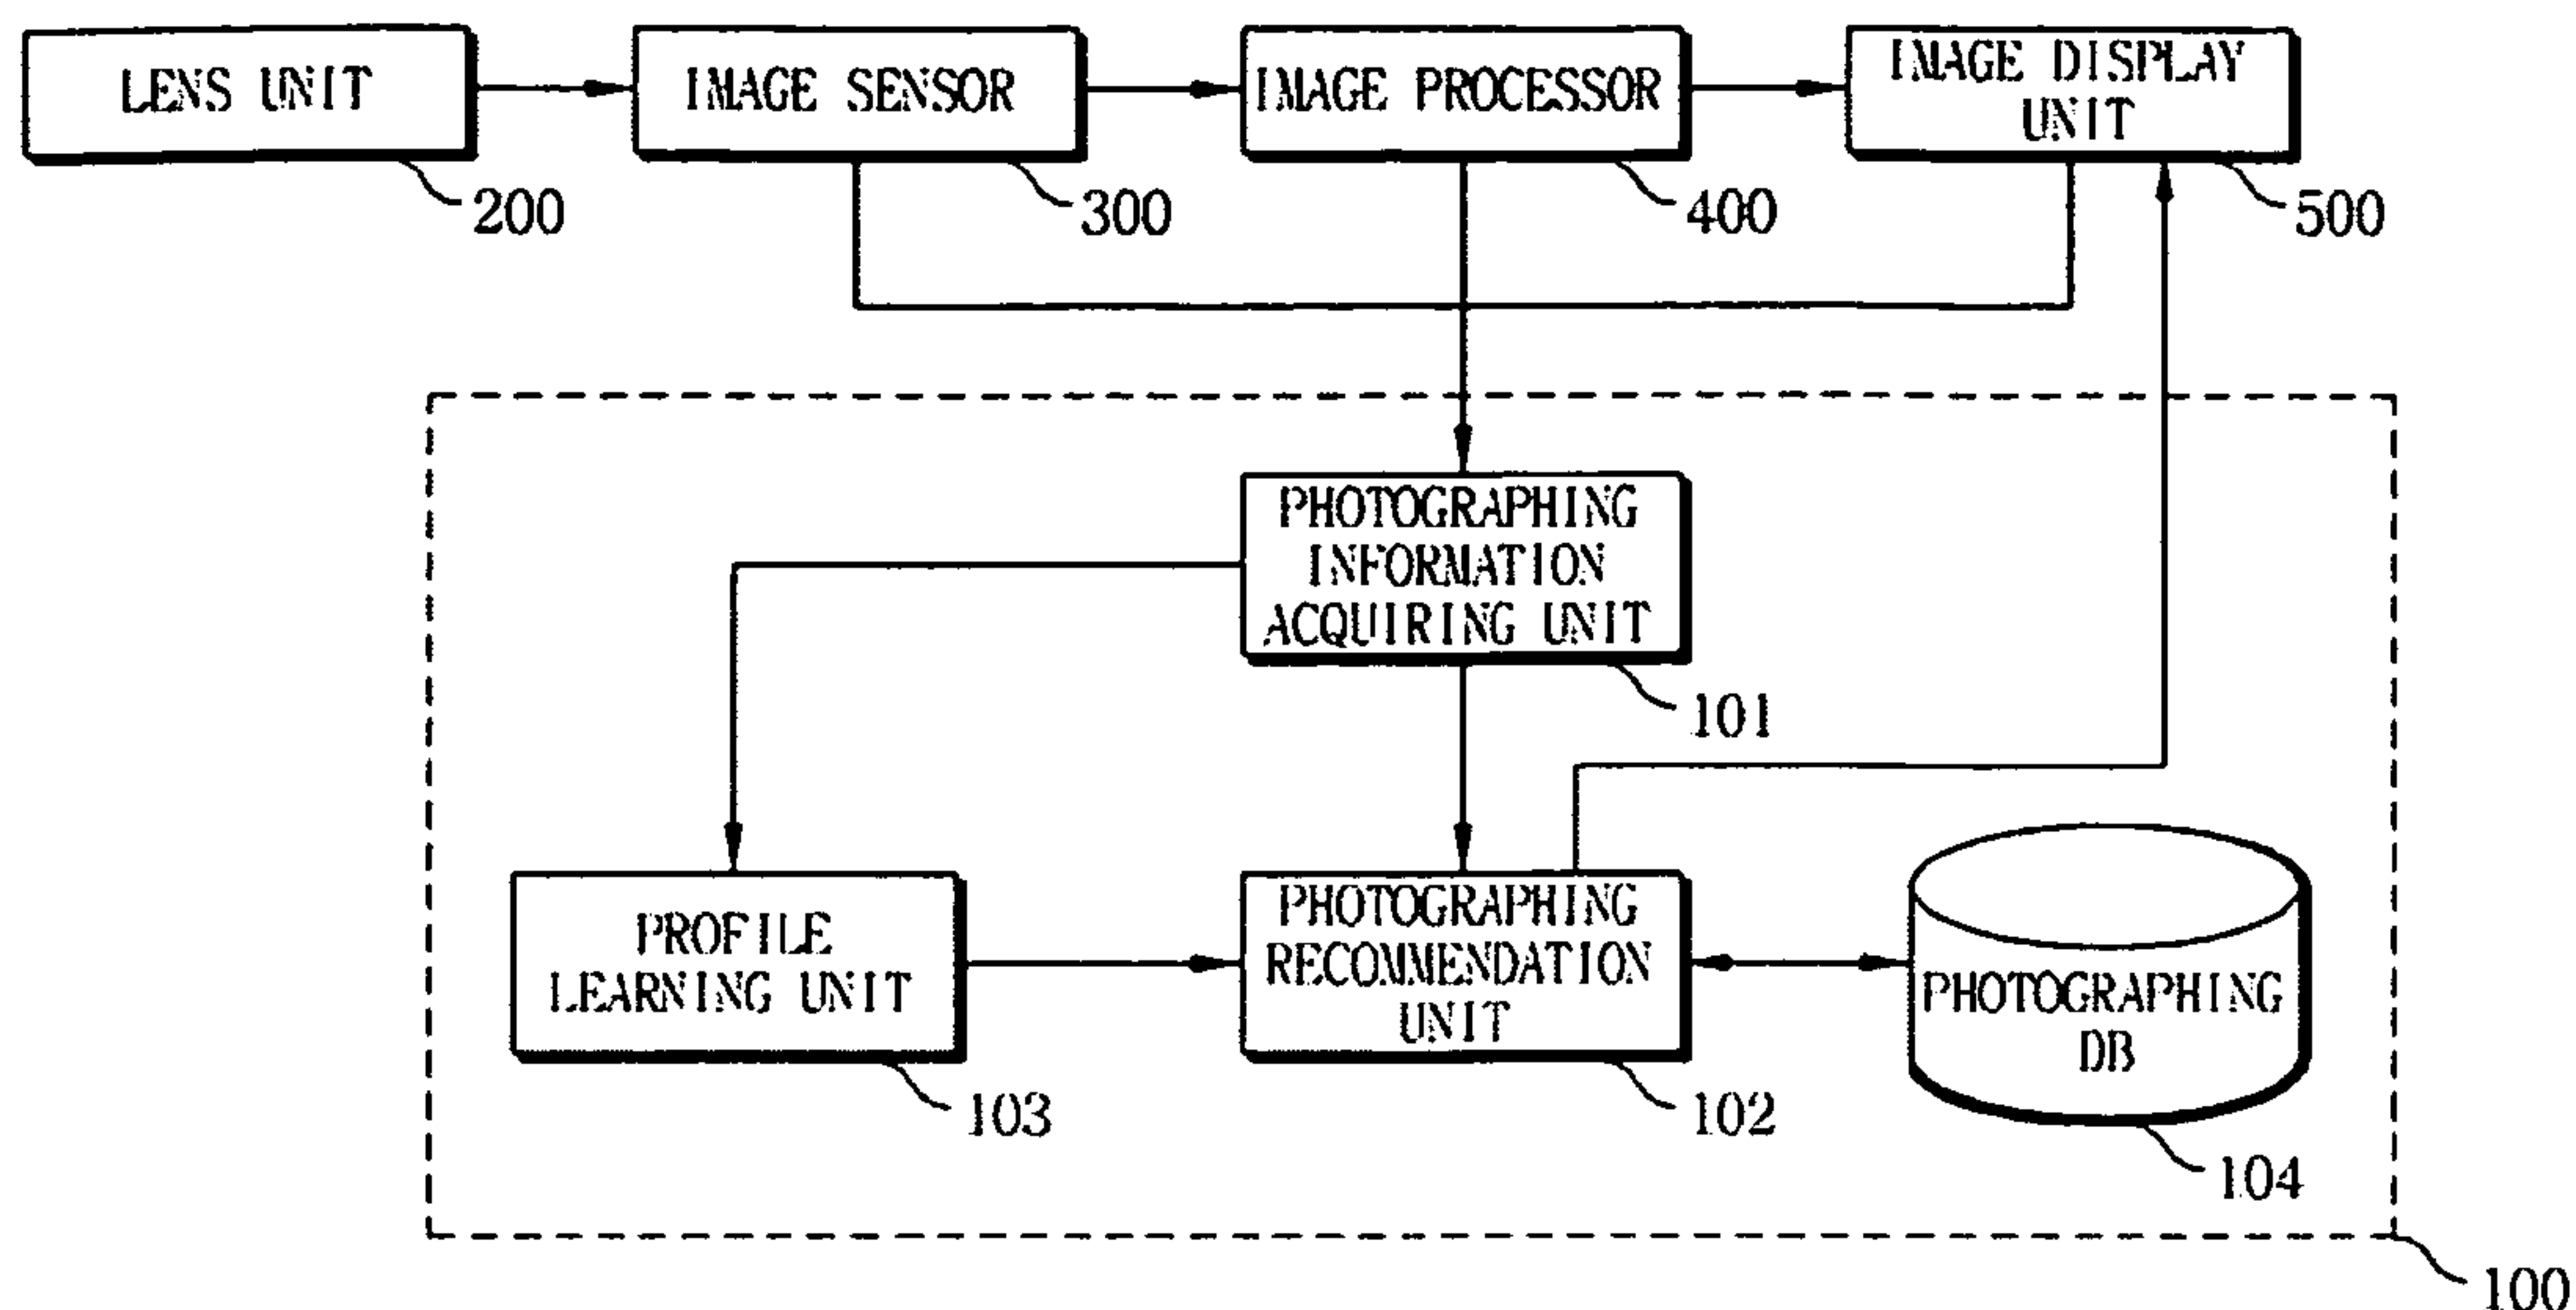 LENS UNIT
IMAGE SENSOR
IMAGE PROCESSOR
IMAGE DISPLAY
UNIT
200
300
400
500
PHOTOGRAPHING
INFORMATION
ACQUIRING UNIT
101
PROFILE
LEARNING UNIT
103
PHOTOGRAPHING
RECOMMENDATION
UNIT
102
PHOTOGRAPHING
DB
104
100